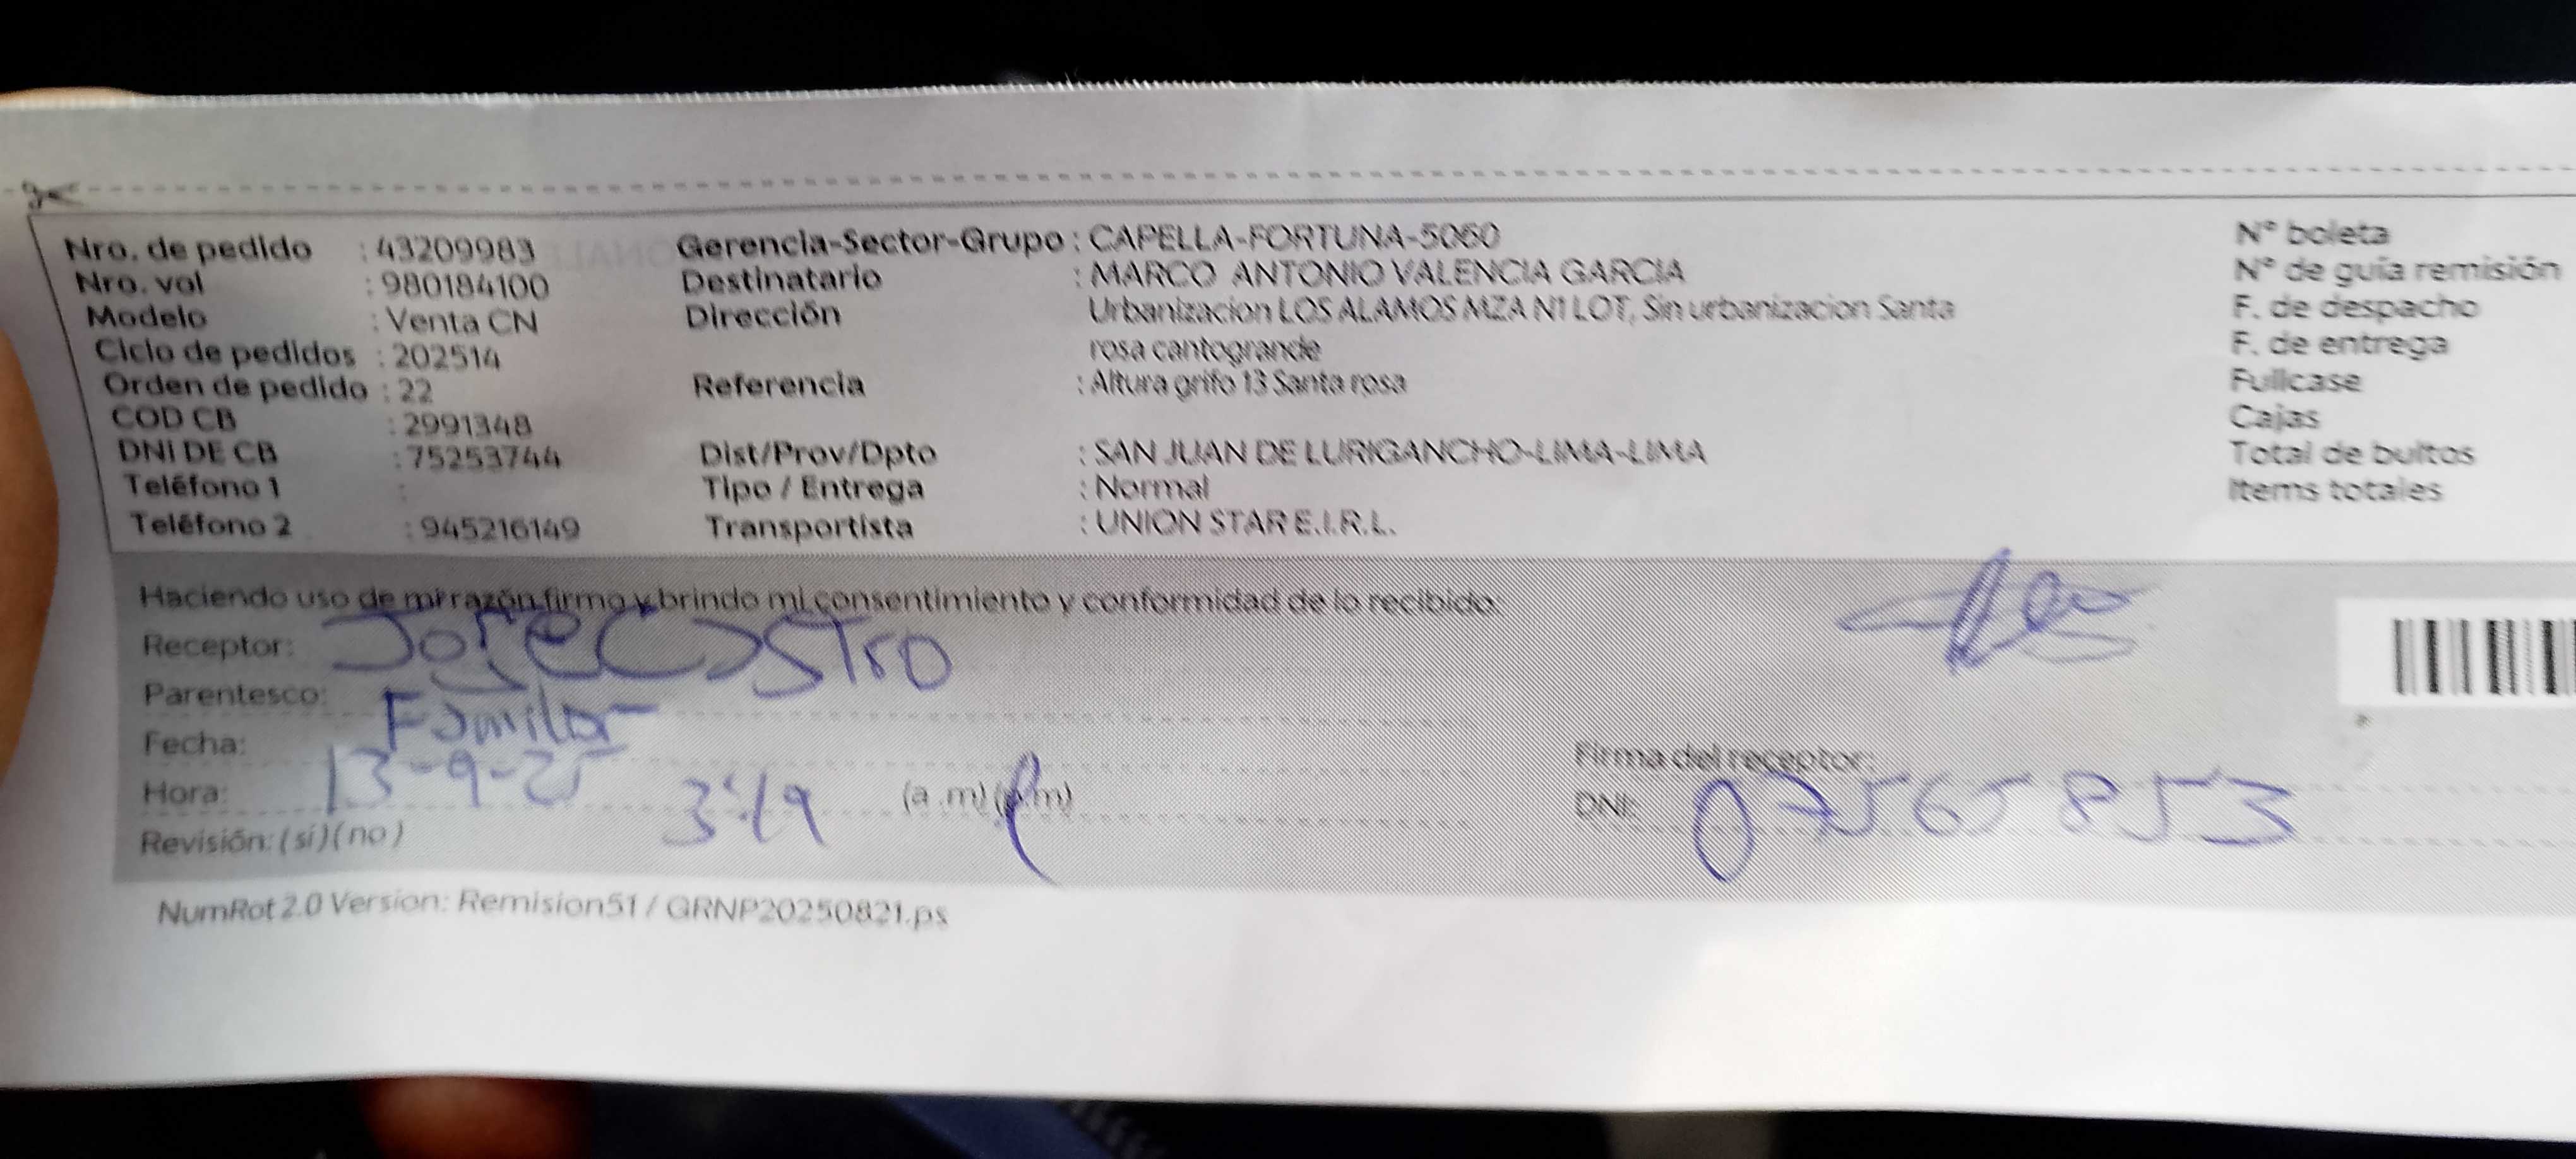 Nro. de pedido : 43209983 Gerencia-Sector-Grupo : CAPELLA-FORTUNA-5060 N° boleta
Nro. vol : 980184100 Destinatario : MARCO ANTONIO VALENCIA GARCIA N° de guía remisión
Modelo : Venta CN Dirección Urbanizacion LOS ALAMOS MZA N1 LOT, Sin urbanizacion Santa F. de despacho
Ciclo de pedidos : 202514 rosa cantogrande F. de entrega
Orden de pedido : 22 Referencia : Altura grifo 13 Santa rosa Fullcase
COD CB : 2991348 Cajas
DNI DE CB : 75253744 Dist/Prov/Dpto : SAN JUAN DE LURIGANCHO-LIMA-LIMA Total de bultos
Teléfono 1 : Tipo / Entrega : Normal Items totales
Teléfono 2 : 945216149 Transportista : UNION STAR E.I.R.L.
Haciendo uso de mi razón firmo y brindo mi consentimiento y conformidad de lo recibido:
Receptor: Jose Castro
Parentesco: Familiar
Fecha: 13-9-25 Firma del receptor:
Hora: 3:19 (a .m) (p.m) DNI: 07565853
Revisión: (sí) (no)
NumRot 2.0 Version: Remision51 / GRNP20250821.ps